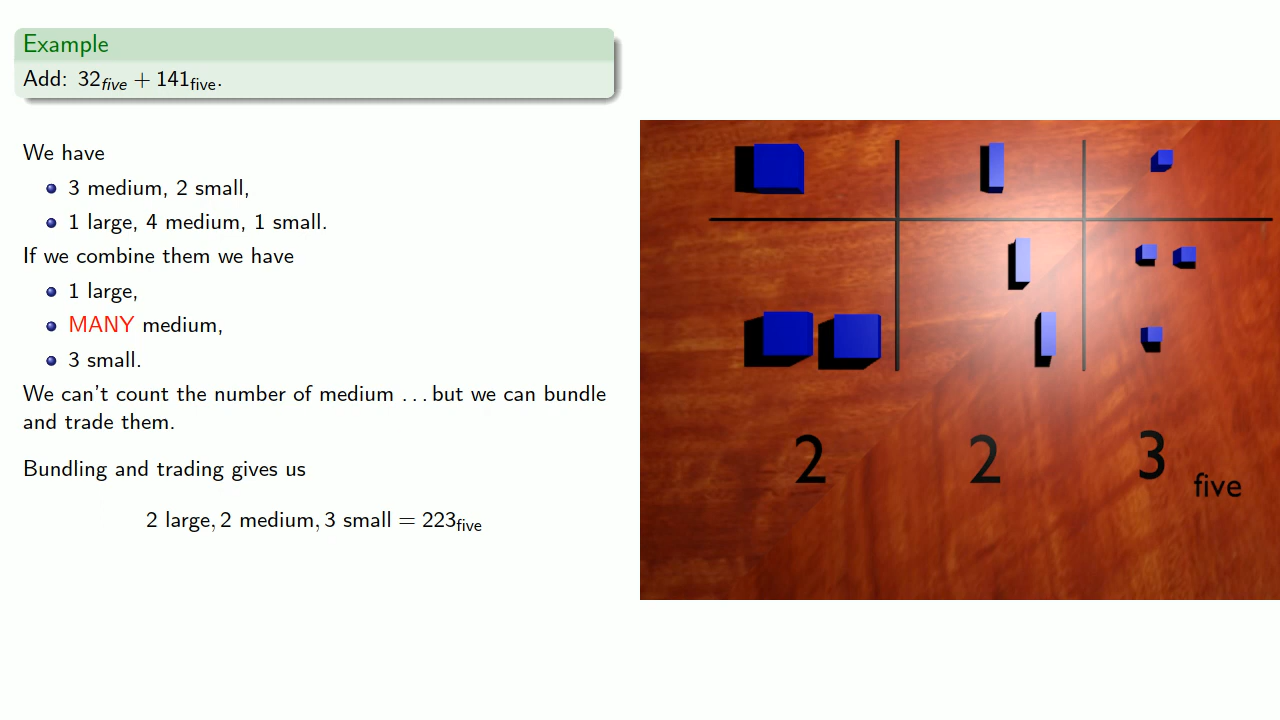 Example
Add: 32five + 141five.
We have
3 medium, 2 small,
1 large, 4 medium, 1 small.
If we combine them we have
1 large,
MANY medium,
3 small.
We can't count the number of medium ...but we can bundle
and trade them.
Bundling and trading gives us
2 large, 2 medium, 3 small = 223five
2 2 3 five